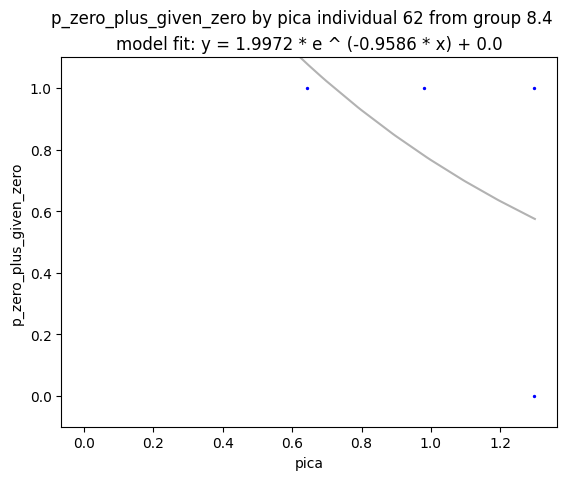 p_zero_plus_given_zero by pica individual 62 from group 8.4
model fit: y = 1.9972 * e ^ (-0.9586 * x) + 0.0
1.0
0.8
0.6
0.4
0.2
0.0
p_zero_plus_given_zero
0.0 0.2 0.4 0.6 0.8 1.0 1.2
pica